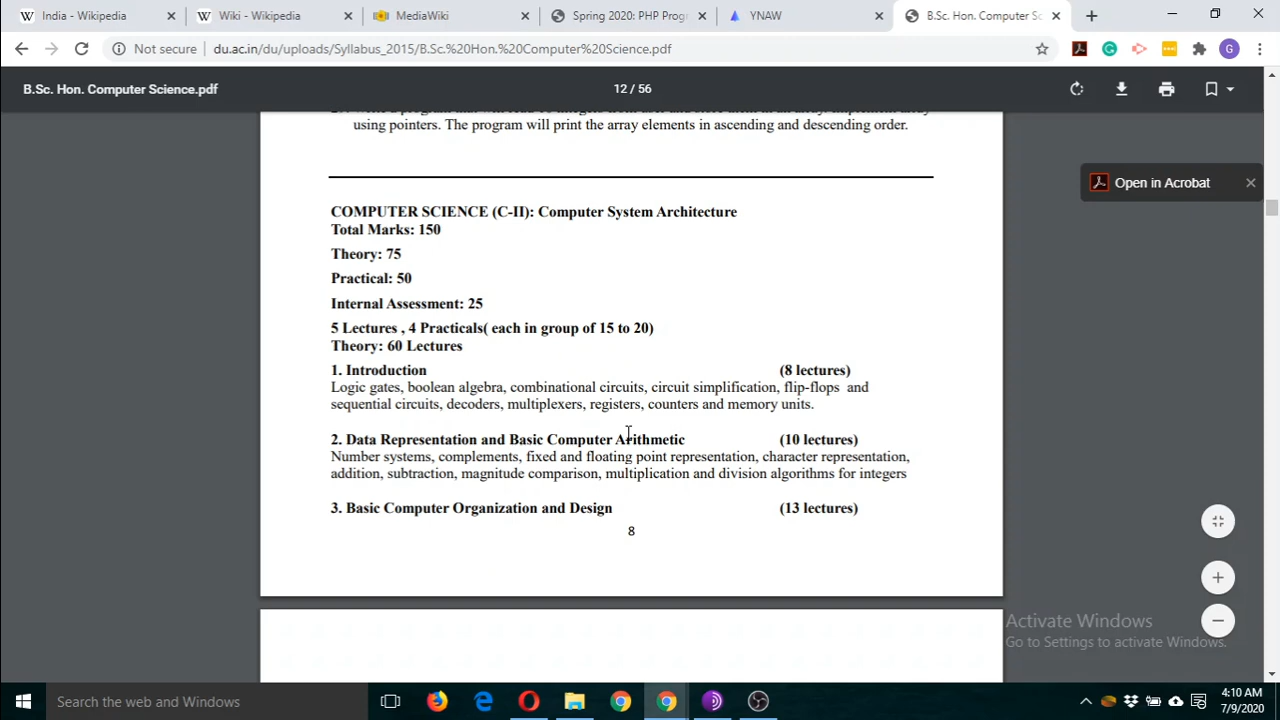 India - Wikipedia
Wiki - Wikipedia
MediaWiki
Spring 2020: PHP Prog
YNAW
B.Sc. Hon. Computer Sc
Not secure
du.ac.in/du/uploads/Syllabus_2015/B.Sc.%20Hon.%20Computer%20Science.pdf
G
B.Sc. Hon. Computer Science.pdf
12 / 56
using pointers. The program will print the array elements in ascending and descending order.
Open in Acrobat
COMPUTER SCIENCE (C-II): Computer System Architecture
Total Marks: 150
Theory: 75
Practical: 50
Internal Assessment: 25
5 Lectures , 4 Practicals( each in group of 15 to 20)
Theory: 60 Lectures
1. Introduction (8 lectures)
Logic gates, boolean algebra, combinational circuits, circuit simplification, flip-flops and
sequential circuits, decoders, multiplexers, registers, counters and memory units.
2. Data Representation and Basic Computer Arithmetic (10 lectures)
Number systems, complements, fixed and floating point representation, character representation,
addition, subtraction, magnitude comparison, multiplication and division algorithms for integers
3. Basic Computer Organization and Design (13 lectures)
8
Activate Windows
Go to Settings to activate Windows.
Search the web and Windows
4:10 AM
7/9/2020